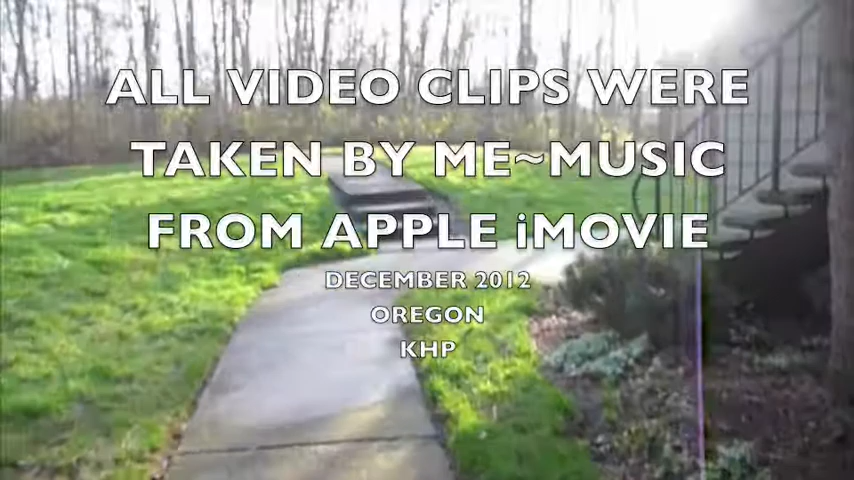 ALL VIDEO CLIPS WERE
TAKEN BY ME~MUSIC
FROM APPLE iMOVIE
DECEMBER 2012
OREGON
KHP